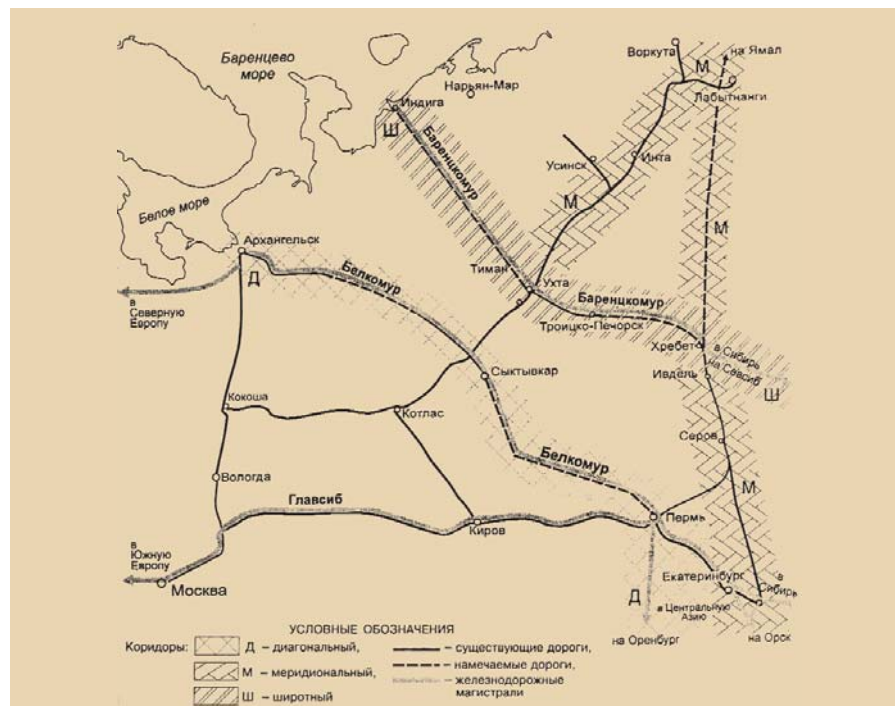 Баренцево
море
Нарьян-Мар
Воркута
на Ямал
М
Лабытнанги
Индига
Ш
Баренцкомур
Усинск
Инта
М
Белое море
Архангельск
Д
Белкомур
Тиман
Ухта
М
в
Северную
Европу
Баренцкомур
Троицко-Печорск
Хребет
в Сибирь
на Севсиб
Ивдель
Ш
Сыктывкар
Кокоша
Котлас
Серов
Вологда
Белкомур
М
Главсиб
Киров
Пермь
в
Южную
Европу
Москва
Екатеринбург
в
Сибирь
Д
в Центральную
Азию
на Оренбург
на Орск
УСЛОВНЫЕ ОБОЗНАЧЕНИЯ
Коридоры:
Д – диагональный,
М – меридиональный,
Ш – широтный
– существующие дороги,
– намечаемые дороги,
– железнодорожные
магистрали